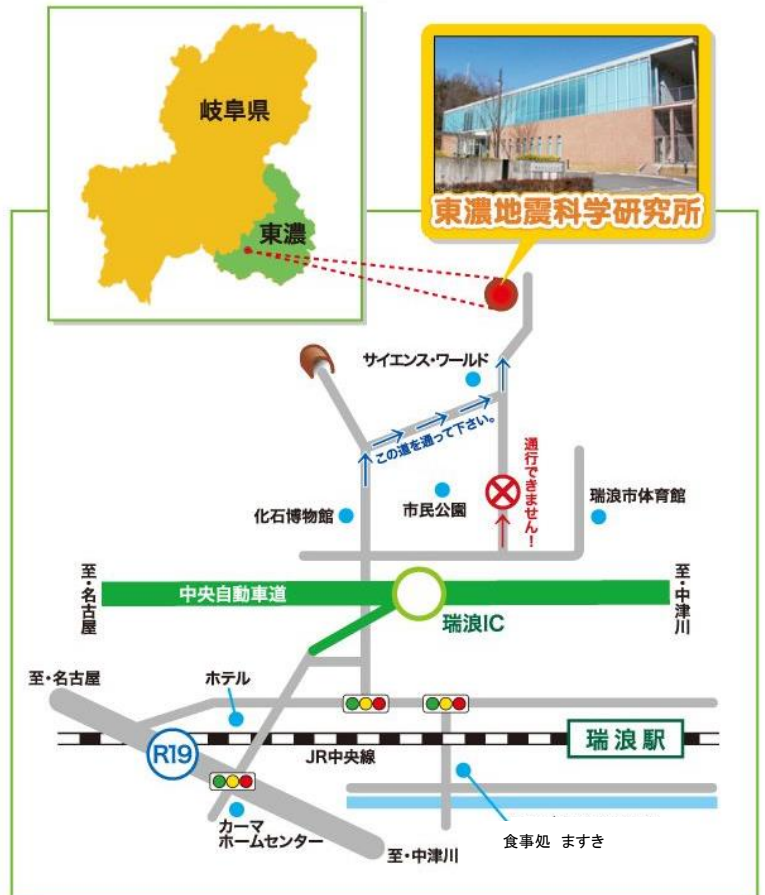 岐阜県
東濃
東濃地震科学研究所
サイエンス・ワールド
この道を通って下さい。
通行できません!
化石博物館
市民公園
瑞浪市体育館
至・名古屋
中央自動車道
至・中津川
瑞浪IC
至・名古屋
ホテル
R19
JR中央線
瑞浪駅
カーマ
ホームセンター
至・中津川
食事処 ますき